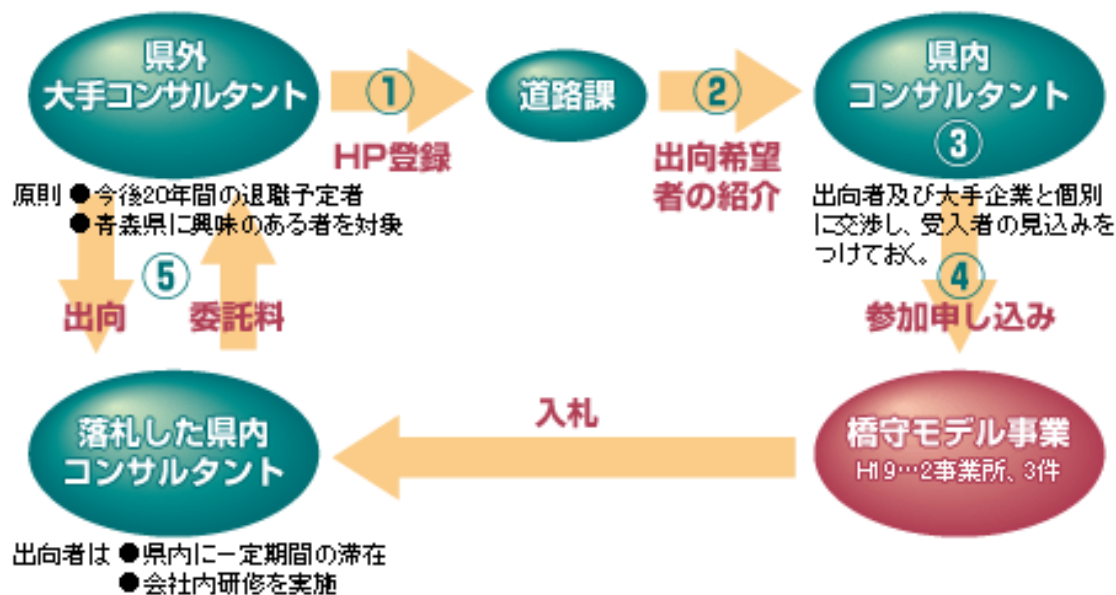 県外
大手コンサルタント
①
HP登録
道路課
②
出向希望
者の紹介
県内
コンサルタント
③
原則 ●今後20年間の退職予定者
●青森県に興味のある者を対象
出向者及び大手企業と個別
に交渉し、受入者の見込みを
つけておく。
⑤
出向
委託料
④
参加申し込み
入札
落札した県内
コンサルタント
橋守モデル事業
H19…2事業所、3件
出向者は ●県内に一定期間の滞在
●会社内研修を実施